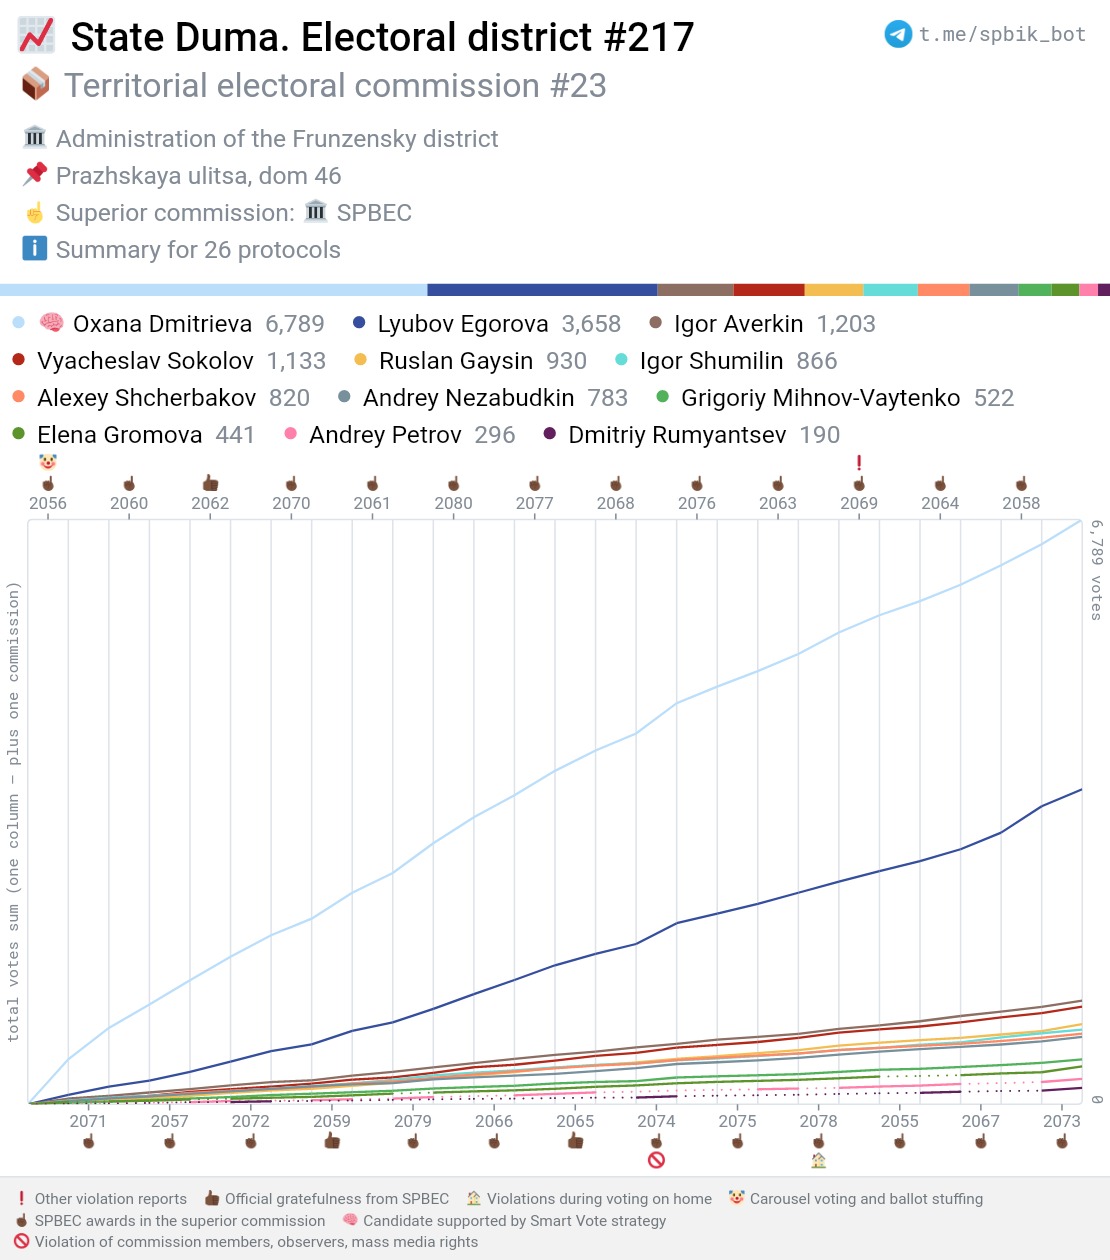 State Duma. Electoral district #217
t.me/spbik_bot
Territorial electoral commission #23
Administration of the Frunzensky district
Prazhskaya ulitsa, dom 46
Superior commission: SPBEC
Summary for 26 protocols
Oxana Dmitrieva 6,789 Lyubov Egorova 3,658 Igor Averkin 1,203
Vyacheslav Sokolov 1,133 Ruslan Gaysin 930 Igor Shumilin 866
Alexey Shcherbakov 820 Andrey Nezabudkin 783 Grigoriy Mihnov-Vaytenko 522
Elena Gromova 441 Andrey Petrov 296 Dmitriy Rumyantsev 190
2056 2060 2062 2070 2061 2080 2077 2068 2076 2063 2069 2064 2058
6,789 votes
total votes sum (one column – plus one commission)
0
2071 2057 2072 2059 2079 2066 2065 2074 2075 2078 2055 2067 2073
Other violation reports Official gratefulness from SPBEC Violations during voting on home Carousel voting and ballot stuffing
SPBEC awards in the superior commission Candidate supported by Smart Vote strategy
Violation of commission members, observers, mass media rights